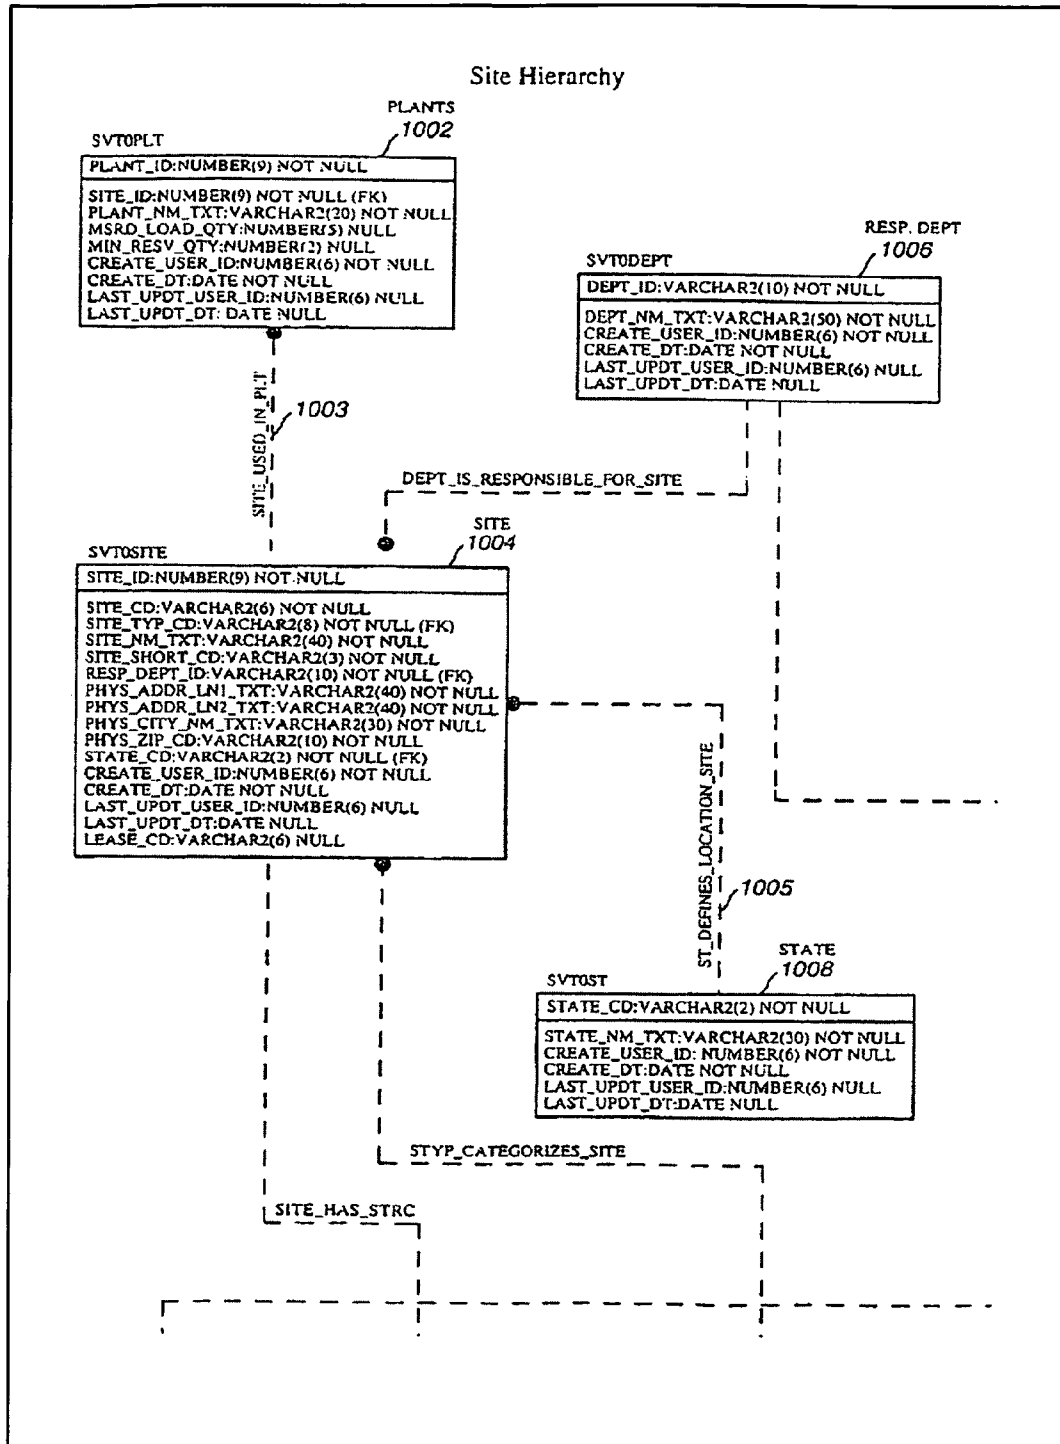 Site Hierarchy
PLANTS
1002
SVT0PLT
PLANT_ID:NUMBER(9) NOT NULL
SITE_ID:NUMBER(9) NOT NULL (FK)
PLANT_NM_TXT:VARCHAR2(20) NOT NULL
MSRD_LOAD_QTY:NUMBER(5) NULL
MIN_RESV_QTY:NUMBER(2) NULL
CREATE_USER_ID:NUMBER(6) NOT NULL
CREATE_DT:DATE NOT NULL
LAST_UPDT_USER_ID:NUMBER(6) NULL
LAST_UPDT_DT: DATE NULL
RESP. DEPT
1006
SVT0DEPT
DEPT_ID:VARCHAR2(10) NOT NULL
DEPT_NM_TXT:VARCHAR2(50) NOT NULL
CREATE_USER_ID:NUMBER(6) NOT NULL
CREATE_DT:DATE NOT NULL
LAST_UPDT_USER_ID:NUMBER(6) NULL
LAST_UPDT_DT:DATE NULL
SITE_USED_IN_PLT
1003
DEPT_IS_RESPONSIBLE_FOR_SITE
SITE
1004
SVT0SITE
SITE_ID:NUMBER(9) NOT NULL
SITE_CD:VARCHAR2(6) NOT NULL
SITE_TYP_CD:VARCHAR2(8) NOT NULL (FK)
SITE_NM_TXT:VARCHAR2(40) NOT NULL
SITE_SHORT_CD:VARCHAR2(3) NOT NULL
RESP_DEPT_ID:VARCHAR2(10) NOT NULL (FK)
PHYS_ADDR_LN1_TXT:VARCHAR2(40) NOT NULL
PHYS_ADDR_LN2_TXT:VARCHAR2(40) NOT NULL
PHYS_CITY_NM_TXT:VARCHAR2(30) NOT NULL
PHYS_ZIP_CD:VARCHAR2(10) NOT NULL
STATE_CD:VARCHAR2(2) NOT NULL (FK)
CREATE_USER_ID:NUMBER(6) NOT NULL
CREATE_DT:DATE NOT NULL
LAST_UPDT_USER_ID:NUMBER(6) NULL
LAST_UPDT_DT:DATE NULL
LEASE_CD:VARCHAR2(6) NULL
ST_DEFINES_LOCATION_SITE
1005
STATE
1008
SVT0ST
STATE_CD:VARCHAR2(2) NOT NULL
STATE_NM_TXT:VARCHAR2(30) NOT NULL
CREATE_USER_ID: NUMBER(6) NOT NULL
CREATE_DT:DATE NOT NULL
LAST_UPDT_USER_ID:NUMBER(6) NULL
LAST_UPDT_DT:DATE NULL
STYP_CATEGORIZES_SITE
SITE_HAS_STRC